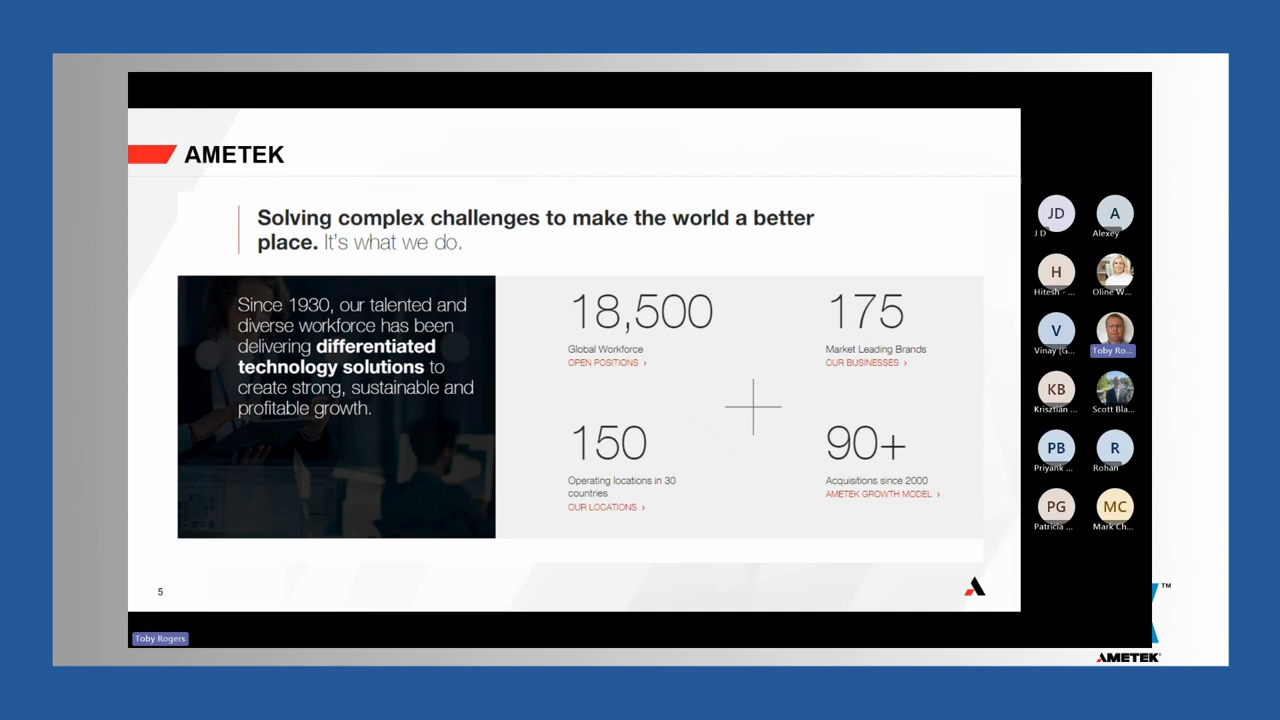 AMETEK
Solving complex challenges to make the world a better
place. It's what we do.
Since 1930, our talented and
diverse workforce has been
delivering differentiated
technology solutions to
create strong, sustainable and
profitable growth.
18,500
Global Workforce
OPEN POSITIONS ›
175
Market Leading Brands
OUR BUSINESSES ›
150
Operating locations in 30
countries
OUR LOCATIONS ›
90+
Acquisitions since 2000
AMETEK GROWTH MODEL ›
5
Toby Rogers
JD
J D
A
Alexey
H
Hitesh - ...
Oline W...
V
Vinay (G...
Toby Ro...
KB
Krisztián ...
Scott Bla...
PB
Priyank ...
R
Rohan
PG
Patricia ...
MC
Mark Ch...
TM
AMETEK®